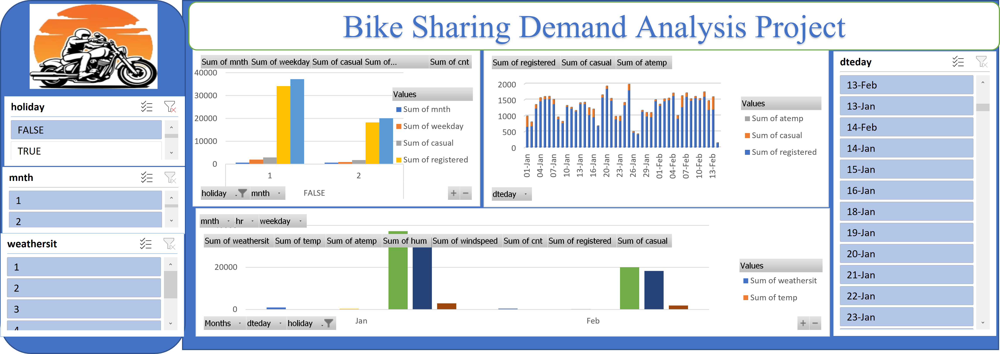 Bike Sharing Demand Analysis Project
holiday
FALSE
TRUE
mnth
1
2
weathersit
1
2
3
4
Sum of mnth Sum of weekday Sum of casual Sum of... Sum of cnt
40000
30000
20000
10000
0
1 2
FALSE
Values
Sum of mnth
Sum of weekday
Sum of casual
Sum of registered
holiday mnth
Sum of registered Sum of casual Sum of atemp
2000
1500
1000
500
0
01-Jan 04-Jan 07-Jan 10-Jan 13-Jan 16-Jan 20-Jan 23-Jan 26-Jan 29-Jan 01-Feb 04-Feb 07-Feb 10-Feb 13-Feb
Values
Sum of atemp
Sum of casual
Sum of registered
dteday
mnth hr weekday
Sum of weathersit Sum of temp Sum of atemp Sum of hum Sum of windspeed Sum of cnt Sum of registered Sum of casual
20000
0
Jan Feb
Values
Sum of weathersit
Sum of temp
Months dteday holiday
dteday
13-Feb
13-Jan
14-Feb
14-Jan
15-Jan
16-Jan
18-Jan
19-Jan
20-Jan
21-Jan
22-Jan
23-Jan